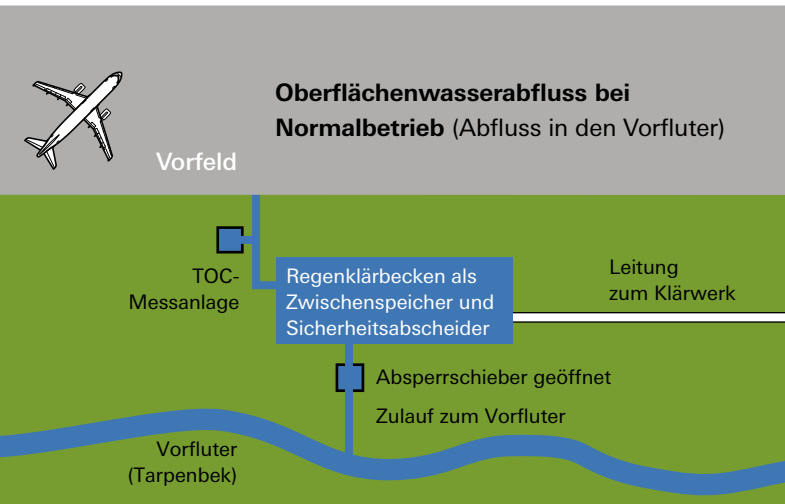 Oberflächenwasserabfluss bei
Normalbetrieb (Abfluss in den Vorfluter)
Vorfeld
TOC-
Messanlage
Regenklärbecken als
Zwischenspeicher und
Sicherheitsabscheider
Leitung
zum Klärwerk
Absperrschieber geöffnet
Zulauf zum Vorfluter
Vorfluter
(Tarpenbek)